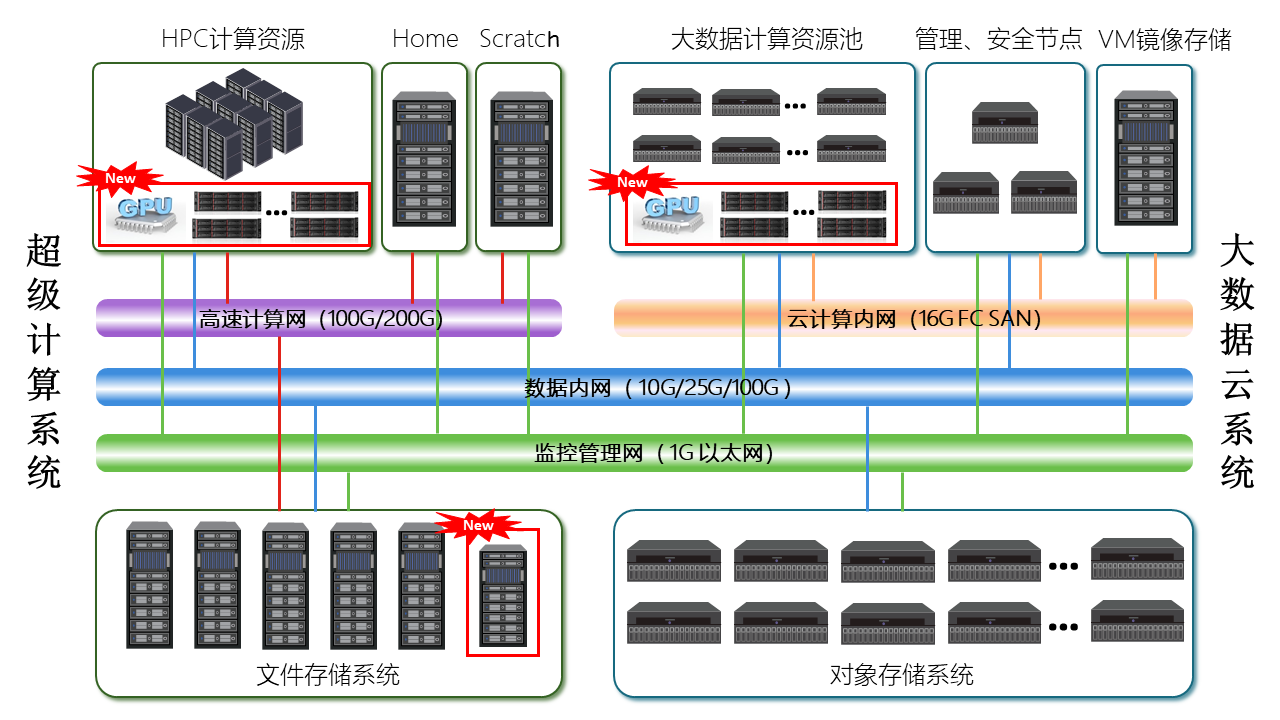 HPC计算资源
Home
Scratch
大数据计算资源池
管理、安全节点
VM镜像存储
New
GPU
New
GPU
超级计算系统
大数据云系统
高速计算网（100G/200G）
云计算内网（16G FC SAN）
数据内网（ 10G/25G/100G ）
监控管理网（ 1G 以太网）
New
文件存储系统
对象存储系统